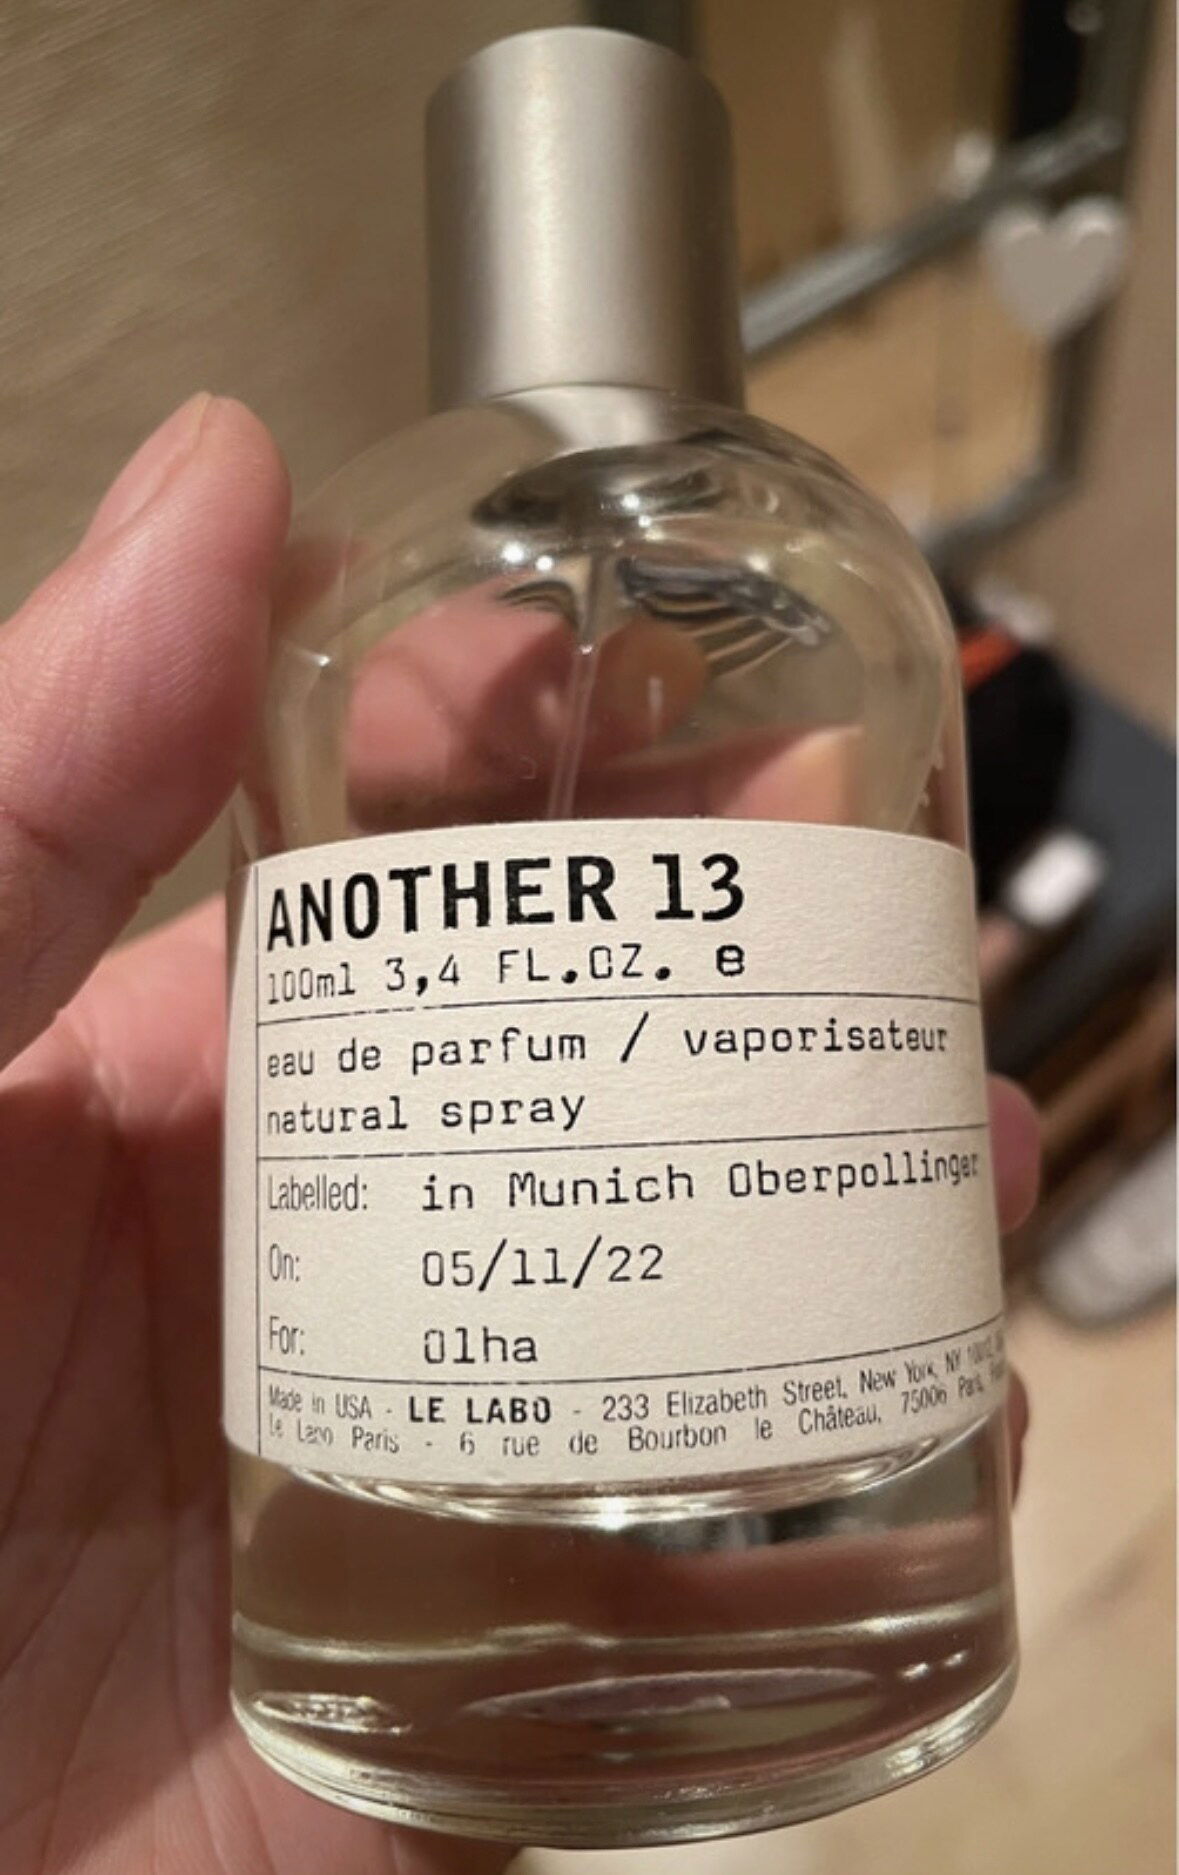 ANOTHER 13
100ml 3,4 FL.OZ. e
eau de parfum / vaporisateur
natural spray
Labelled: in Munich Oberpollinger
On: 05/11/22
For: Olha
Made in USA - LE LABO - 233 Elizabeth Street, New York, NY
Le Labo Paris - 6 rue de Bourbon le Château, 75006 Paris,